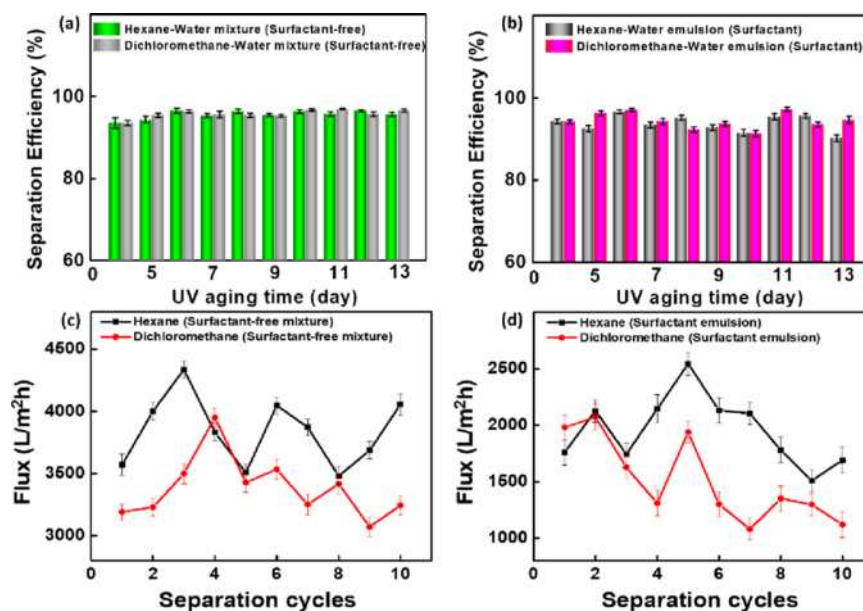 (a)
Hexane-Water mixture (Surfactant-free)
Dichloromethane-Water mixture (Surfactant-free)
Separation Efficiency (%)
100
80
60
0 5 7 9 11 13
UV aging time (day)
(b)
Hexane-Water emulsion (Surfactant)
Dichloromethane-Water emulsion (Surfactant)
Separation Efficiency (%)
100
80
60
0 5 7 9 11 13
UV aging time (day)
(c)
Hexane (Surfactant-free mixture)
Dichloromethane (Surfactant-free mixture)
Flux (L/m²h)
4500
4000
3500
3000
0 2 4 6 8 10
Separation cycles
(d)
Hexane (Surfactant emulsion)
Dichloromethane (Surfactant emulsion)
Flux (L/m²h)
2500
2000
1500
1000
0 2 4 6 8 10
Separation cycles